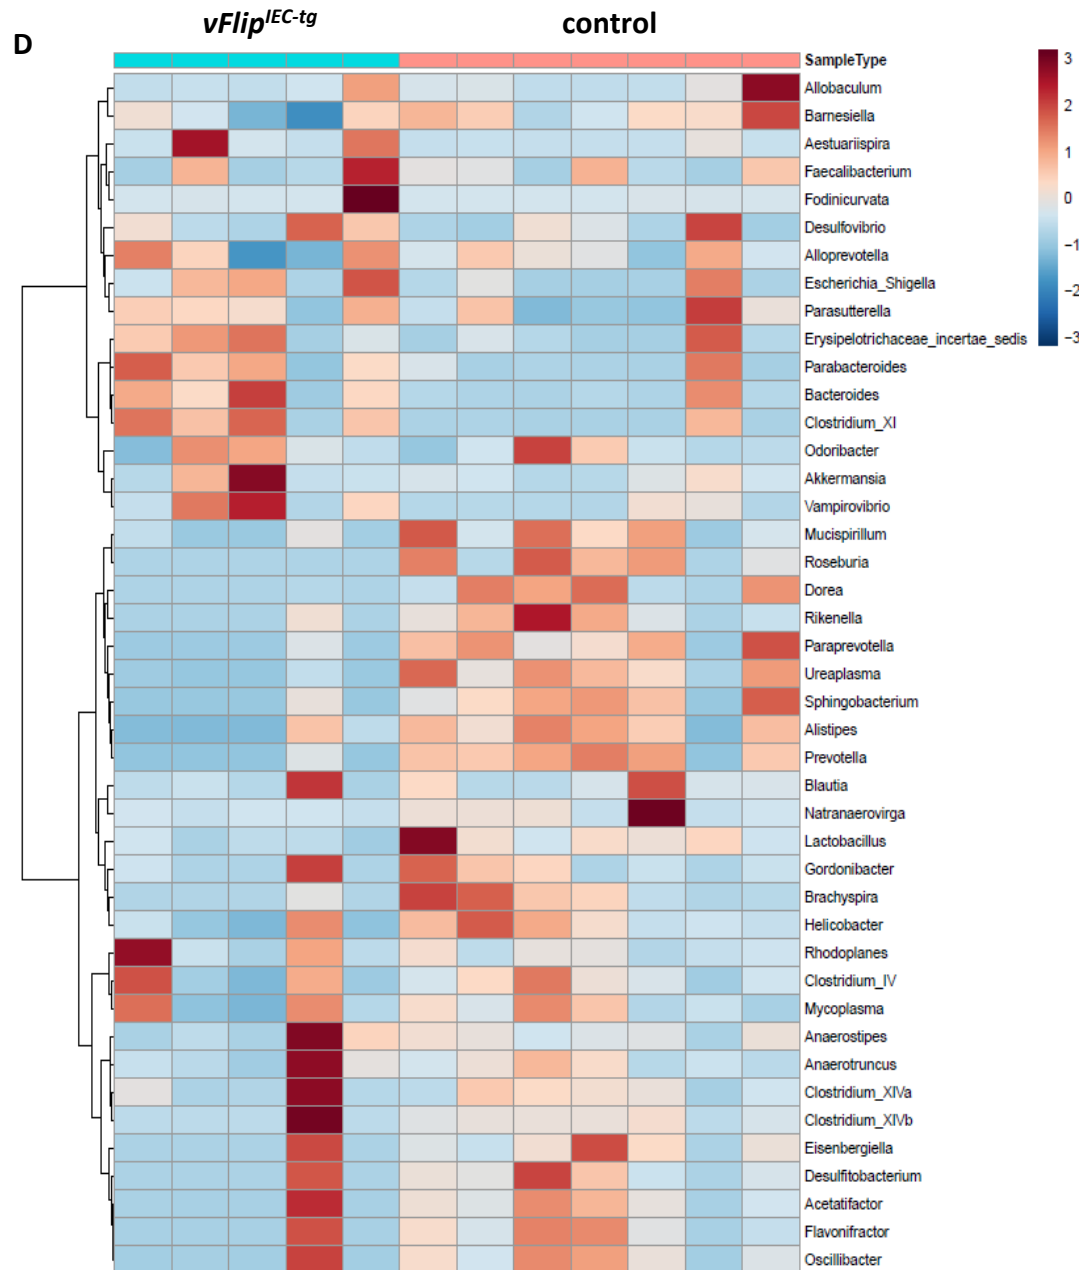 D
vFlip^IEC-tg control
SampleType
Allobaculum
Barnesiella
Aestuariispira
Faecalibacterium
Fodinicurvata
Desulfovibrio
Alloprevotella
Escherichia_Shigella
Parasutterella
Erysipelotrichaceae_incertae_sedis
Parabacteroides
Bacteroides
Clostridium_XI
Odoribacter
Akkermansia
Vampirovibrio
Mucispirillum
Roseburia
Dorea
Rikenella
Paraprevotella
Ureaplasma
Sphingobacterium
Alistipes
Prevotella
Blautia
Natranaerovirga
Lactobacillus
Gordonibacter
Brachyspira
Helicobacter
Rhodoplanes
Clostridium_IV
Mycoplasma
Anaerostipes
Anaerotruncus
Clostridium_XIVa
Clostridium_XIVb
Eisenbergiella
Desulfitobacterium
Acetatifactor
Flavonifractor
Oscillibacter
3
2
1
0
−1
−2
−3